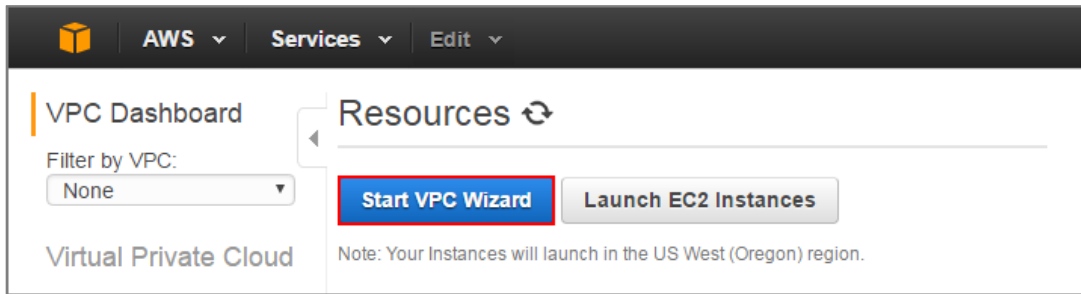 AWS Services Edit
VPC Dashboard
Resources
Filter by VPC:
None
Start VPC Wizard Launch EC2 Instances
Virtual Private Cloud
Note: Your Instances will launch in the US West (Oregon) region.